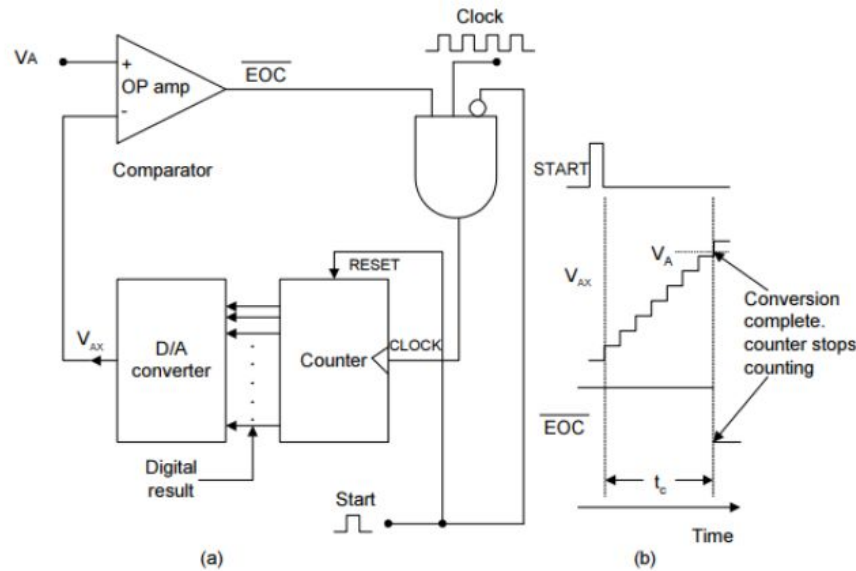 Clock
VA
+
OP amp
-
EOC
Comparator
RESET
VAX
D/A
converter
Counter
CLOCK
Digital
result
Start
(a)
START
VA
VAX
Conversion
complete.
counter stops
counting
EOC
tc
Time
(b)